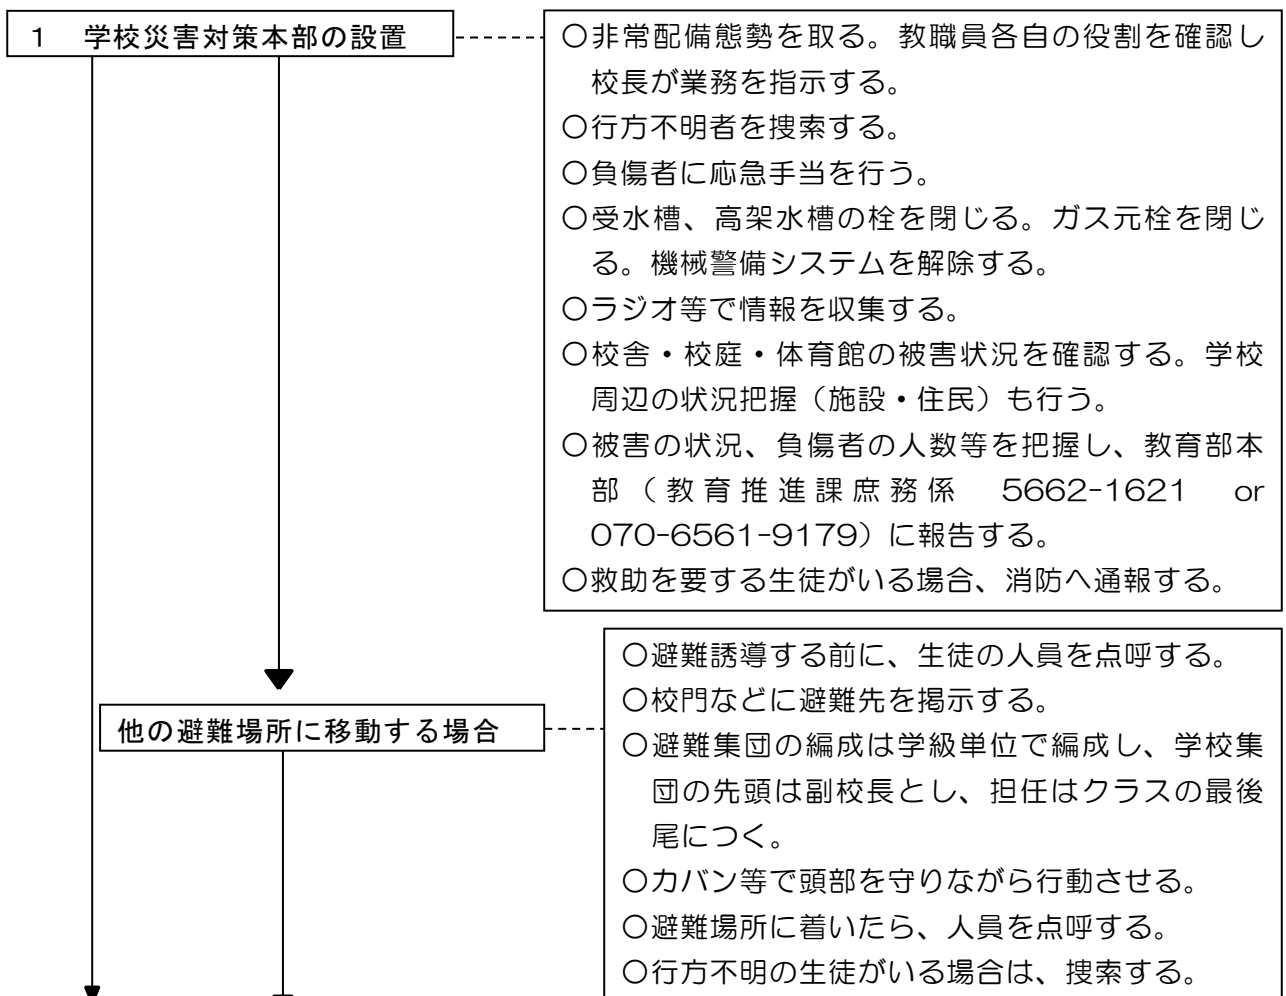 １　学校災害対策本部の設置
〇非常配備態勢を取る。教職員各自の役割を確認し
校長が業務を指示する。
〇行方不明者を捜索する。
〇負傷者に応急手当を行う。
〇受水槽、高架水槽の栓を閉じる。ガス元栓を閉じ
る。機械警備システムを解除する。
〇ラジオ等で情報を収集する。
〇校舎・校庭・体育館の被害状況を確認する。学校
周辺の状況把握（施設・住民）も行う。
〇被害の状況、負傷者の人数等を把握し、教育部本
部（教育推進課庶務係　5662-1621　or
070-6561-9179）に報告する。
〇救助を要する生徒がいる場合、消防へ通報する。
他の避難場所に移動する場合
〇避難誘導する前に、生徒の人員を点呼する。
〇校門などに避難先を掲示する。
〇避難集団の編成は学級単位で編成し、学校集
団の先頭は副校長とし、担任はクラスの最後
尾につく。
〇カバン等で頭部を守りながら行動させる。
〇避難場所に着いたら、人員を点呼する。
〇行方不明の生徒がいる場合は、捜索する。